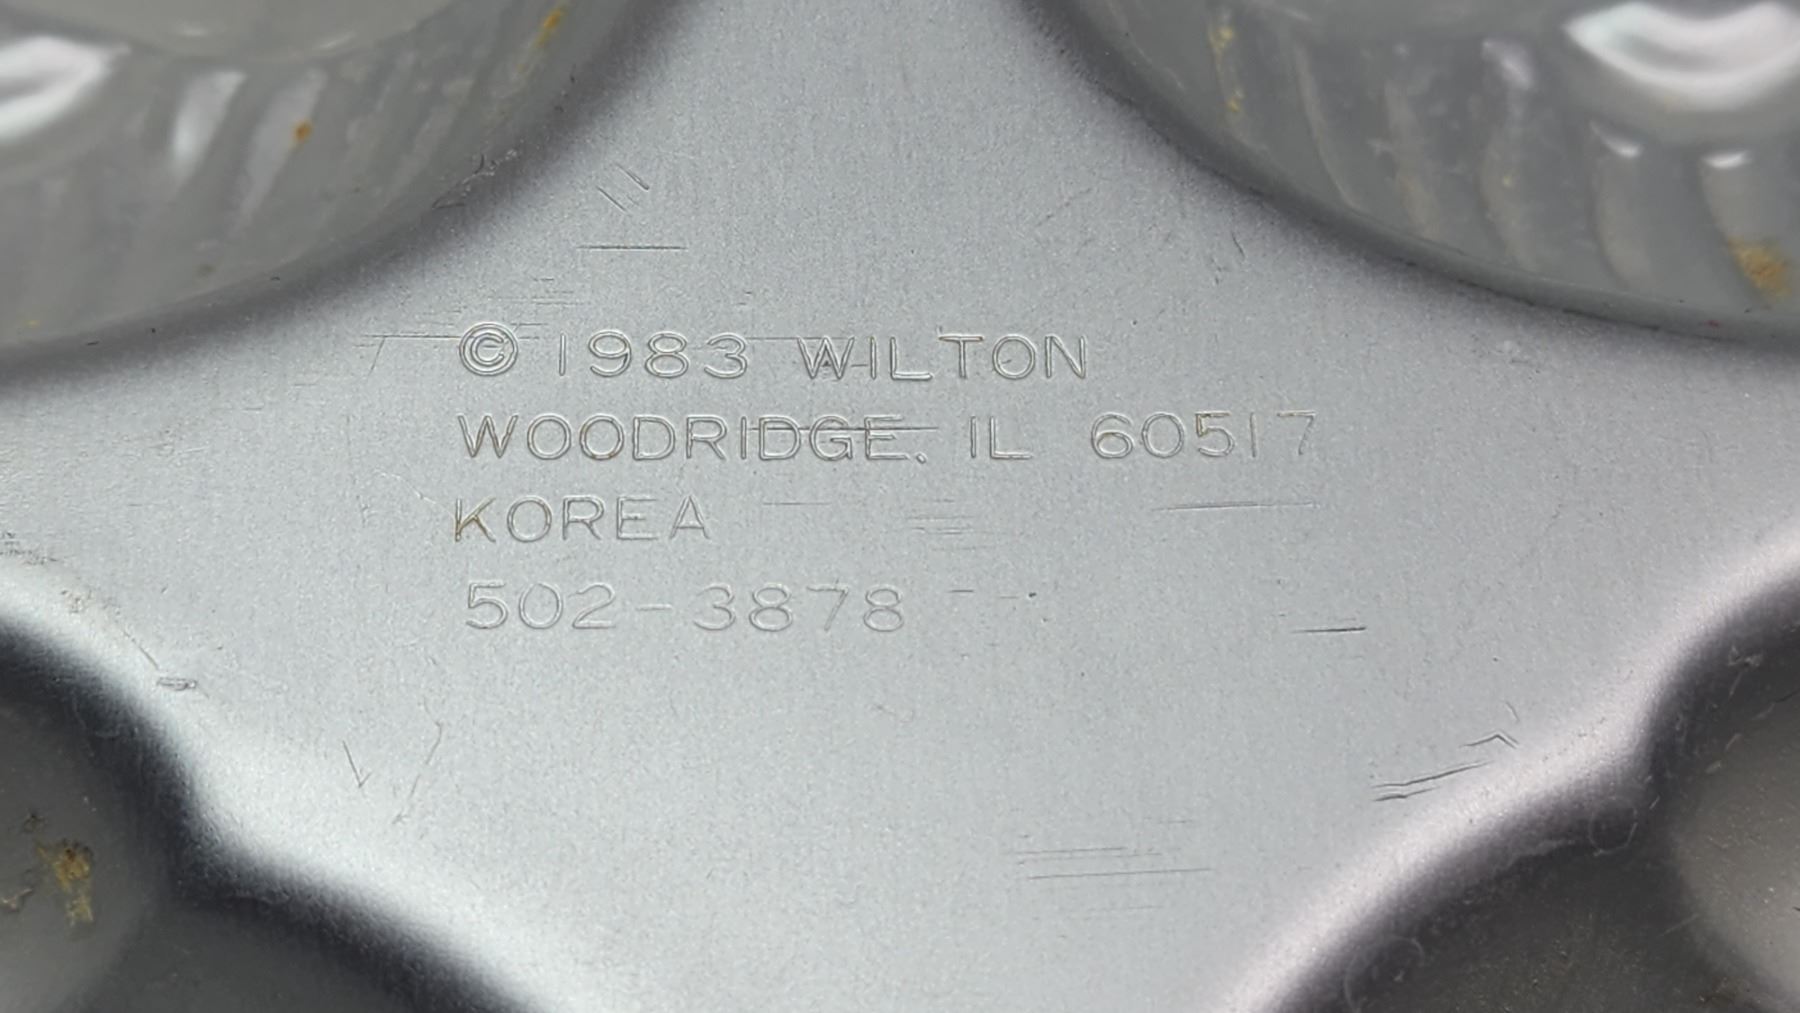 © 1983 WILTON
WOODRIDGE, IL 60517
KOREA
502-3878